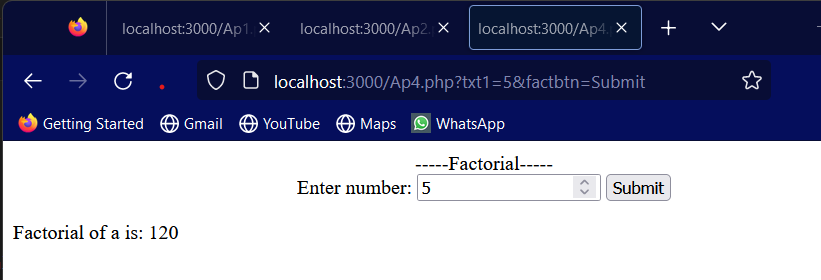 localhost:3000/Ap1. localhost:3000/Ap2.p localhost:3000/Ap4.
localhost:3000/Ap4.php?txt1=5&factbtn=Submit
Getting Started Gmail YouTube Maps WhatsApp
-----Factorial-----
Enter number: 5 Submit
Factorial of a is: 120